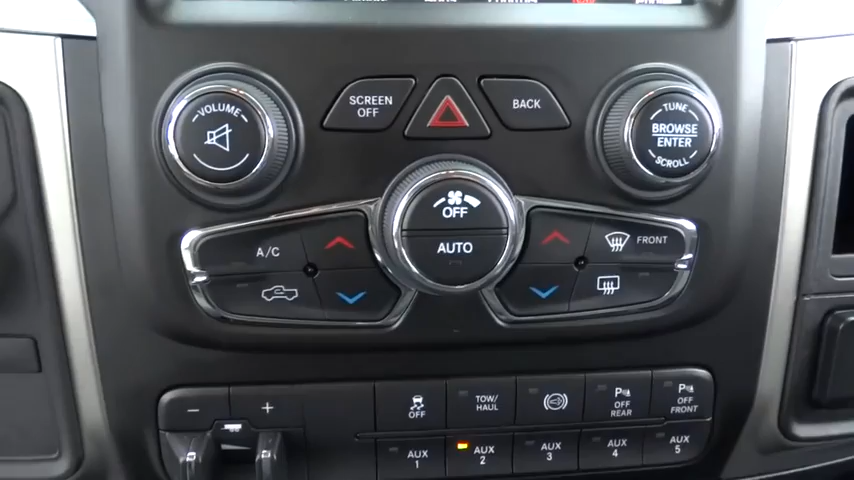 VOLUME
SCREEN
OFF
BACK
TUNE
BROWSE
ENTER
SCROLL
OFF
AUTO
A/C
FRONT
−
+
OFF
TOW/
HAUL
P OFF
REAR
P OFF
FRONT
AUX
1
AUX
2
AUX
3
AUX
4
AUX
5